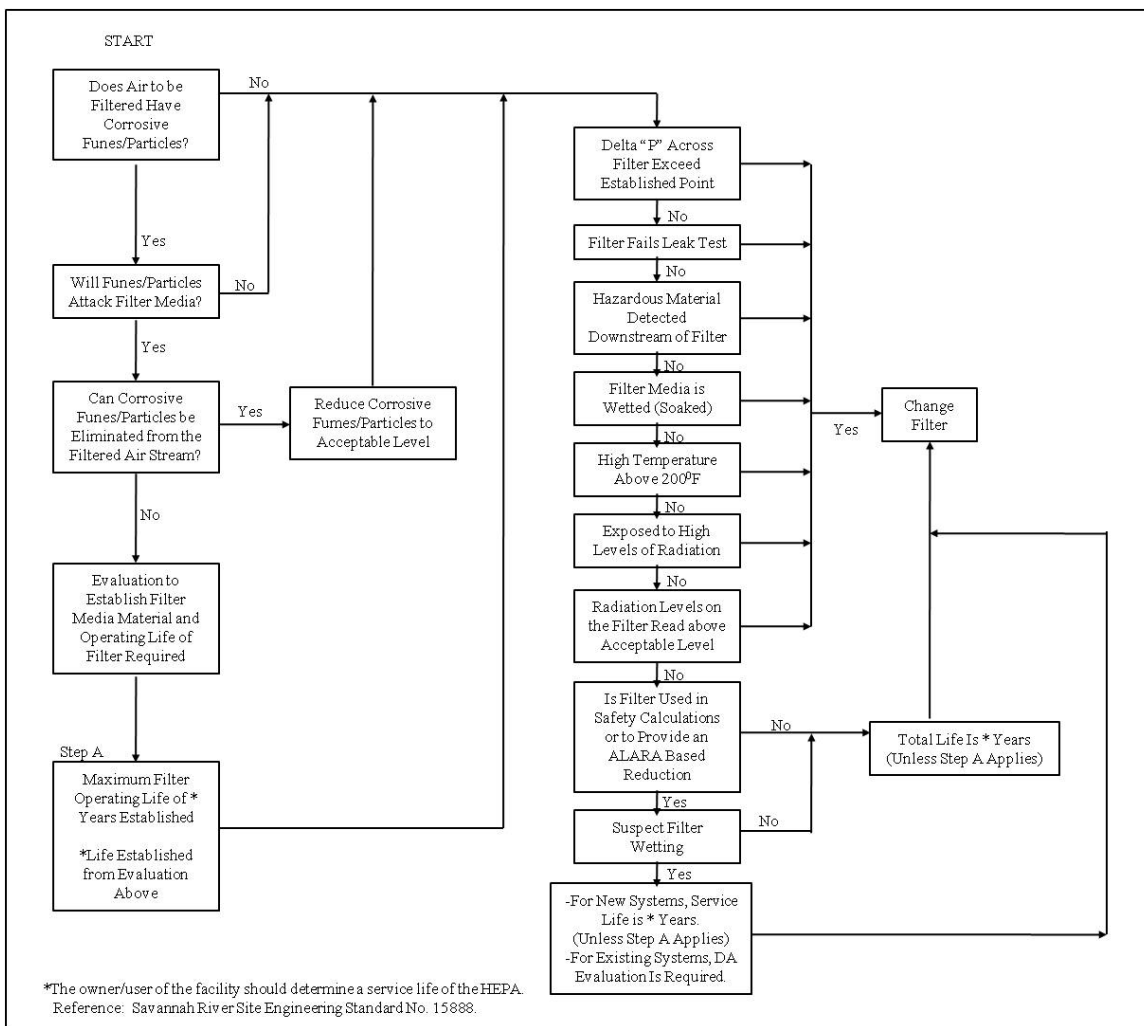 START
Does Air to be
Filtered Have
Corrosive
Funes/Particles?
No
Yes
Will Funes/Particles
Attack Filter Media?
No
Yes
Can Corrosive
Funes/Particles be
Eliminated from the
Filtered Air Stream?
Yes
Reduce Corrosive
Fumes/Particles to
Acceptable Level
No
Evaluation to
Establish Filter
Media Material and
Operating Life of
Filter Required
Step A
Maximum Filter
Operating Life of *
Years Established
*Life Established
from Evaluation
Above
Delta “P” Across
Filter Exceed
Established Point
No
Filter Fails Leak Test
No
Hazardous Material
Detected
Downstream of Filter
No
Filter Media is
Wetted (Soaked)
No
High Temperature
Above 200⁰F
No
Exposed to High
Levels of Radiation
No
Radiation Levels on
the Filter Read above
Acceptable Level
No
Yes
Change
Filter
Is Filter Used in
Safety Calculations
or to Provide an
ALARA Based
Reduction
No
Total Life Is * Years
(Unless Step A Applies)
Yes
Suspect Filter
Wetting
No
Yes
-For New Systems, Service
Life is * Years.
(Unless Step A Applies)
-For Existing Systems, DA
Evaluation Is Required.
*The owner/user of the facility should determine a service life of the HEPA.
Reference: Savannah River Site Engineering Standard No. 15888.